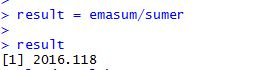 >
> result = emasum/sumer
>
> result
[1] 2016.118